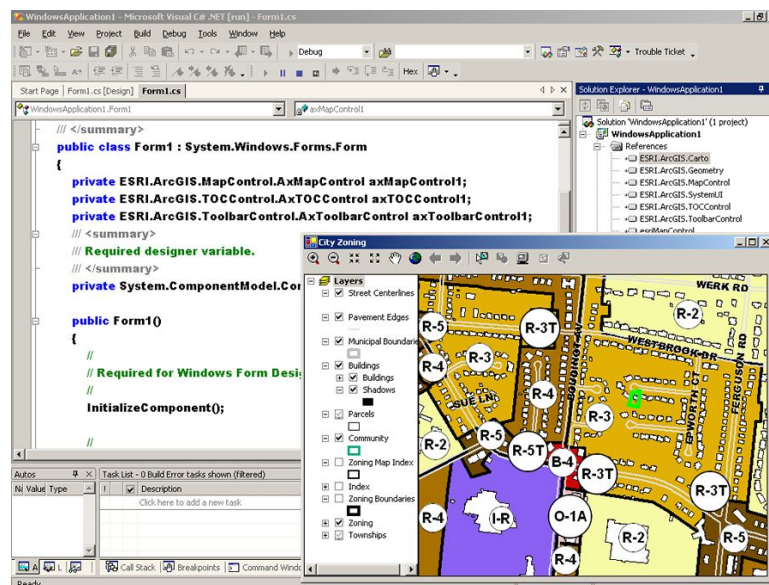 WindowsApplication1 - Microsoft Visual C# .NET [run] - Form1.cs
File Edit View Project Build Debug Tools Window Help
Debug
Trouble Ticket
Hex
Start Page Form1.cs [Design] Form1.cs
Solution Explorer - WindowsApplication1
WindowsApplication1.Form1 axMapControl1
Solution 'WindowsApplication1' (1 project)
WindowsApplication1
References
ESRI.ArcGIS.Carto
ESRI.ArcGIS.Geometry
ESRI.ArcGIS.MapControl
ESRI.ArcGIS.SystemUI
ESRI.ArcGIS.TOCControl
ESRI.ArcGIS.ToolbarControl
esriMapControl
/// </summary>
public class Form1 : System.Windows.Forms.Form
{
private ESRI.ArcGIS.MapControl.AxMapControl axMapControl1;
private ESRI.ArcGIS.TOCControl.AxTOCControl axTOCControl1;
private ESRI.ArcGIS.ToolbarControl.AxToolbarControl axToolbarControl1;
/// <summary>
/// Required designer variable.
/// </summary>
private System.ComponentModel.Con
public Form1()
{
//
// Required for Windows Form Desig
//
InitializeComponent();
//
City Zoning
Layers
Street Centerlines
Pavement Edges
Municipal Boundarie
Buildings
Buildings
Shadows
Parcels
Community
Zoning Map Index
Index
Zoning Boundaries
Zoning
Townships
WERK RD
R-2
R-5
R-3T
WESTBROOK DR
BOUDINOT AV
FERGUSON RD
R-4
R-3
R-4
SUE LN
R-3
EPWORTH CT
R-2
R-5
R-5T
B-4
R-3T
R-3T
R-4
I-R
O-1A
R-2
R-5
R-4
Autos
Value Type
Task List - 0 Build Error tasks shown (filtered)
! Description
Click here to add a new task
A L
Call Stack Breakpoints Command Windo
Ready